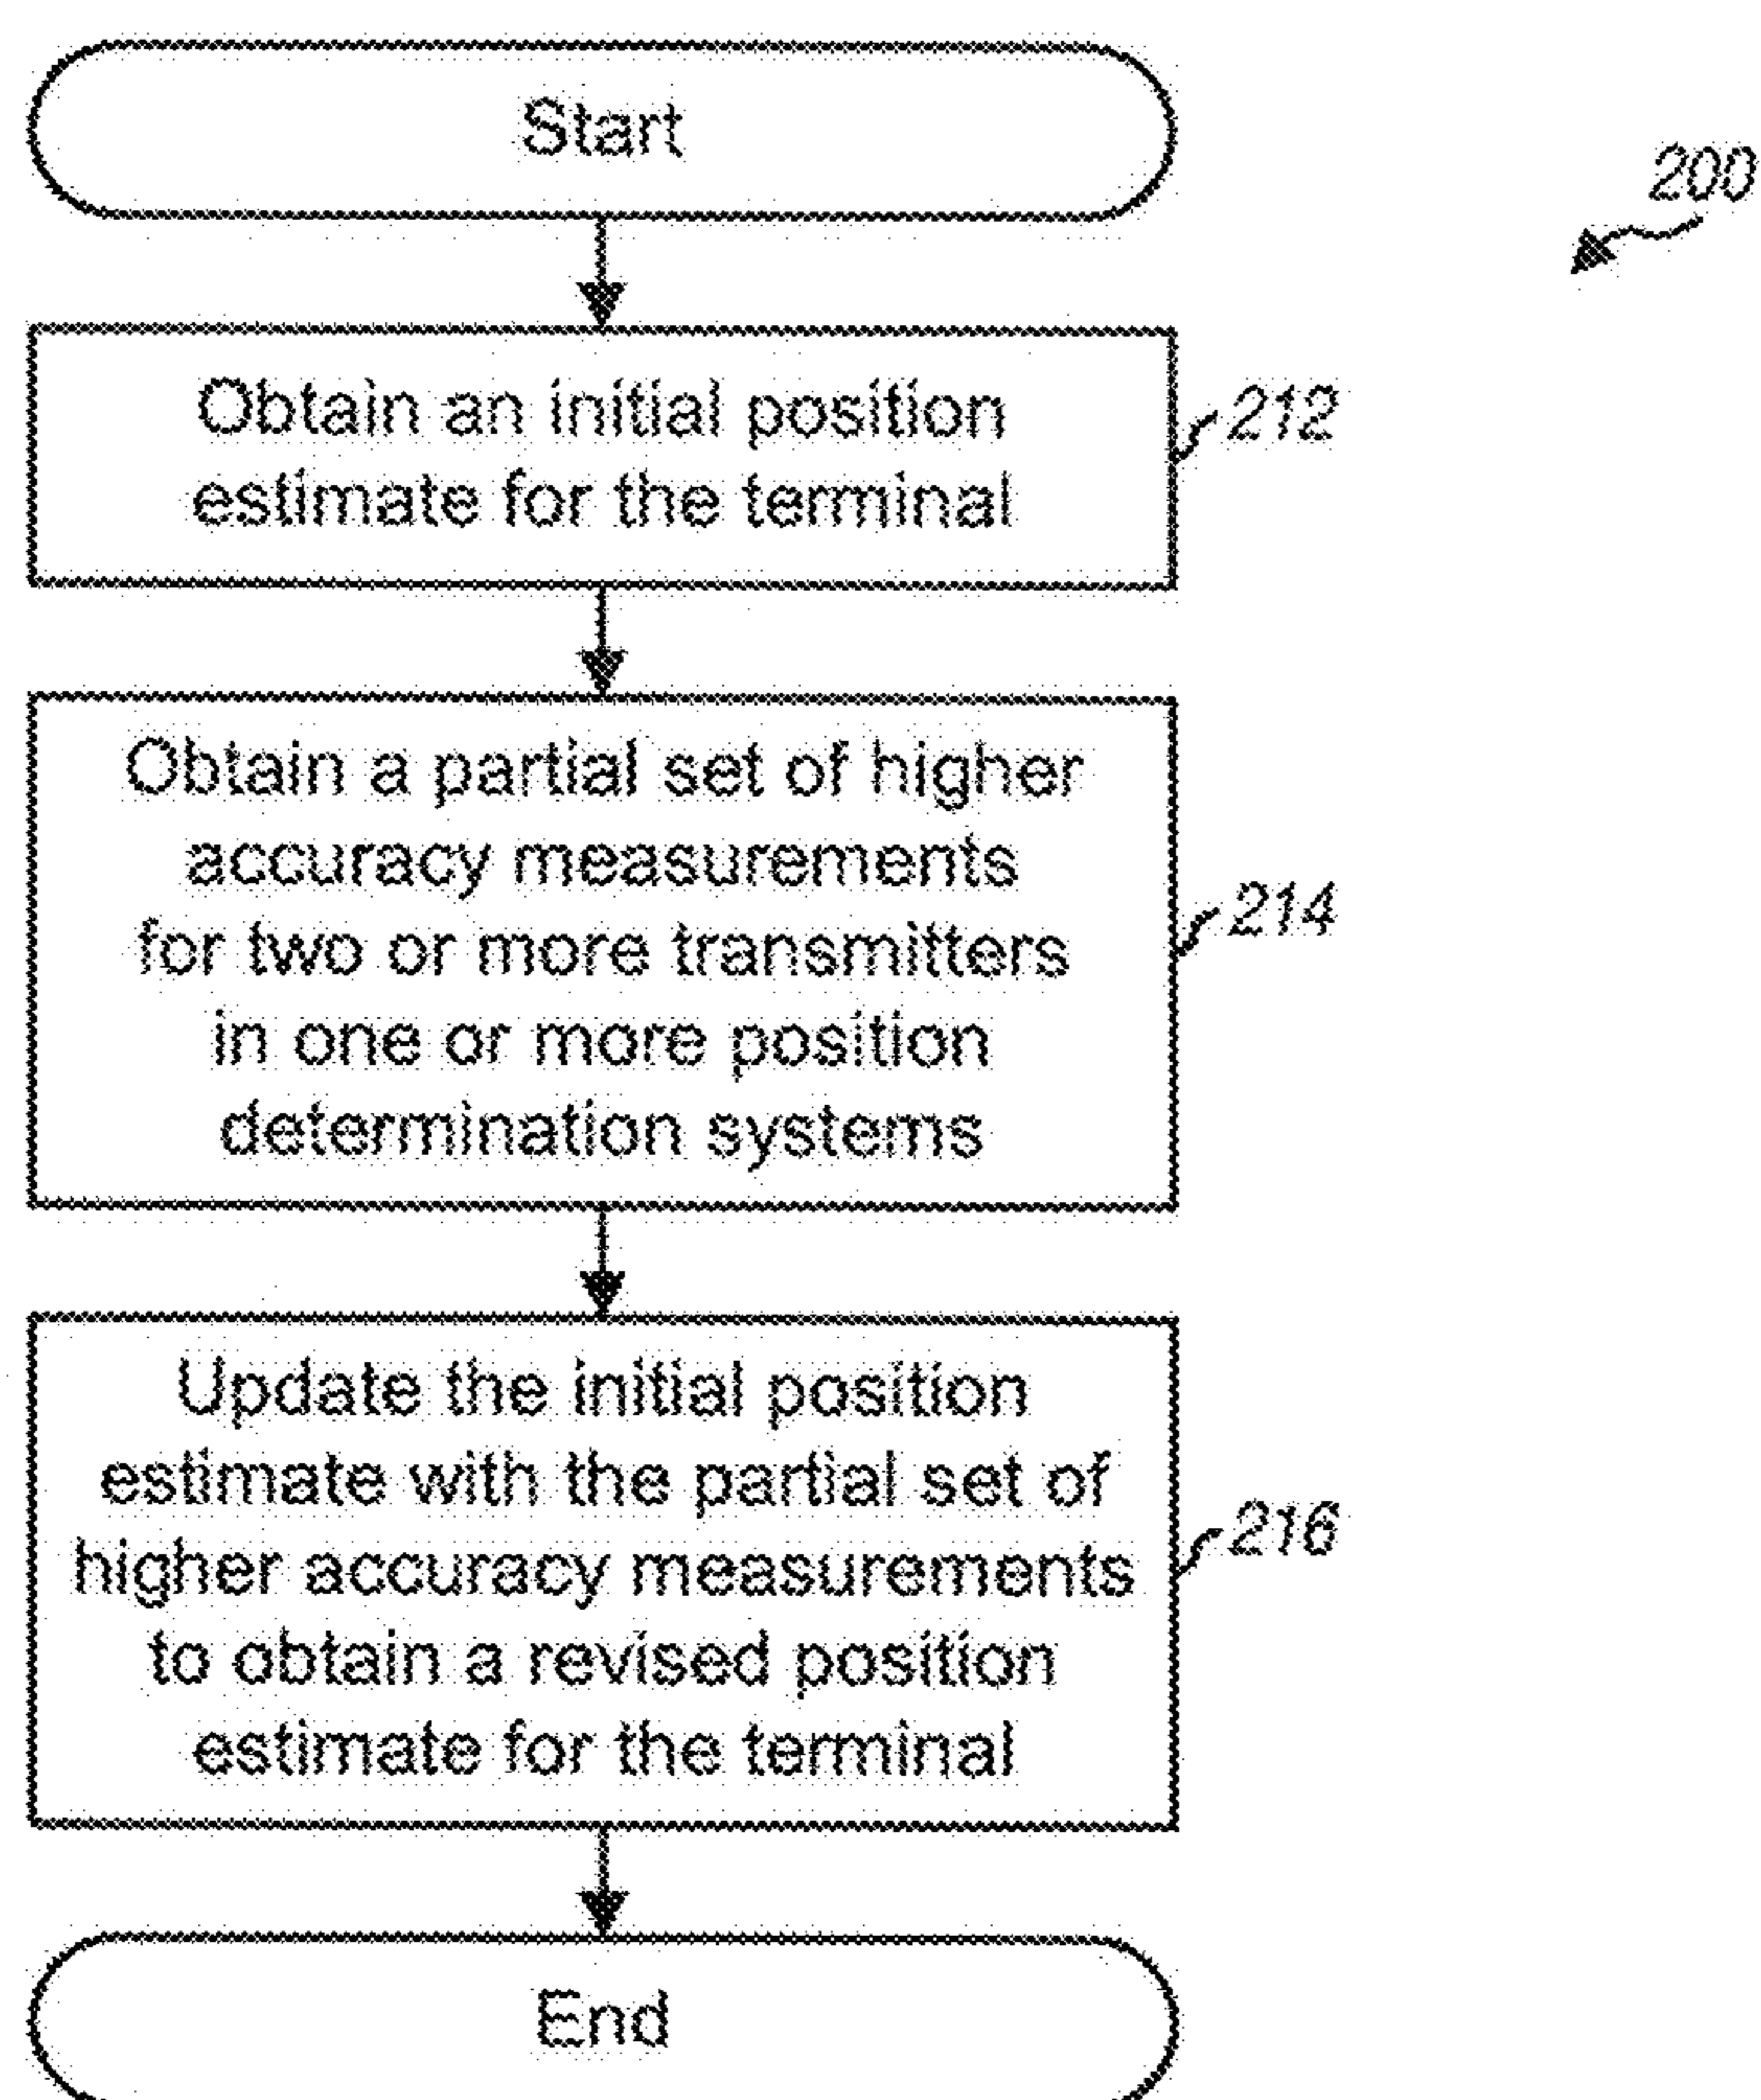 Start
200
Obtain an initial position
estimate for the terminal
212
Obtain a partial set of higher
accuracy measurements
for two or more transmitters
in one or more position
determination systems
214
Update the initial position
estimate with the partial set of
higher accuracy measurements
to obtain a revised position
estimate for the terminal
216
End